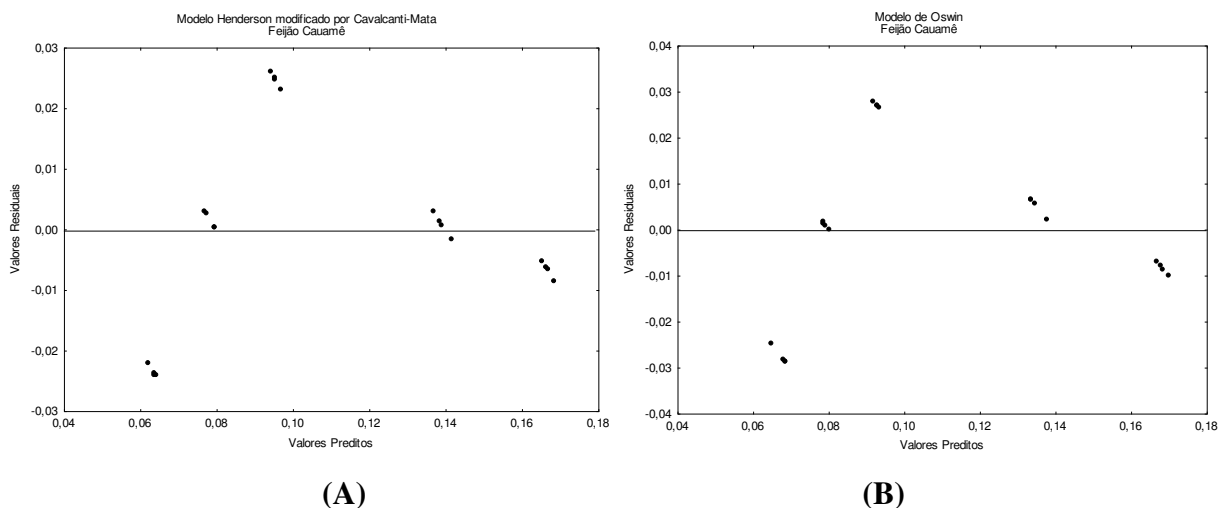 Modelo Henderson modificado por Cavalcanti-Mata
Feijão Cauamê
0,03
0,02
0,01
0,00
-0,01
-0,02
-0,03
Valores Residuais
0,04 0,06 0,08 0,10 0,12 0,14 0,16 0,18
Valores Preditos
(A)
Modelo de Oswin
Feijão Cauamê
0,04
0,03
0,02
0,01
0,00
-0,01
-0,02
-0,03
-0,04
Valores Residuais
0,04 0,06 0,08 0,10 0,12 0,14 0,16 0,18
Valores Preditos
(B)